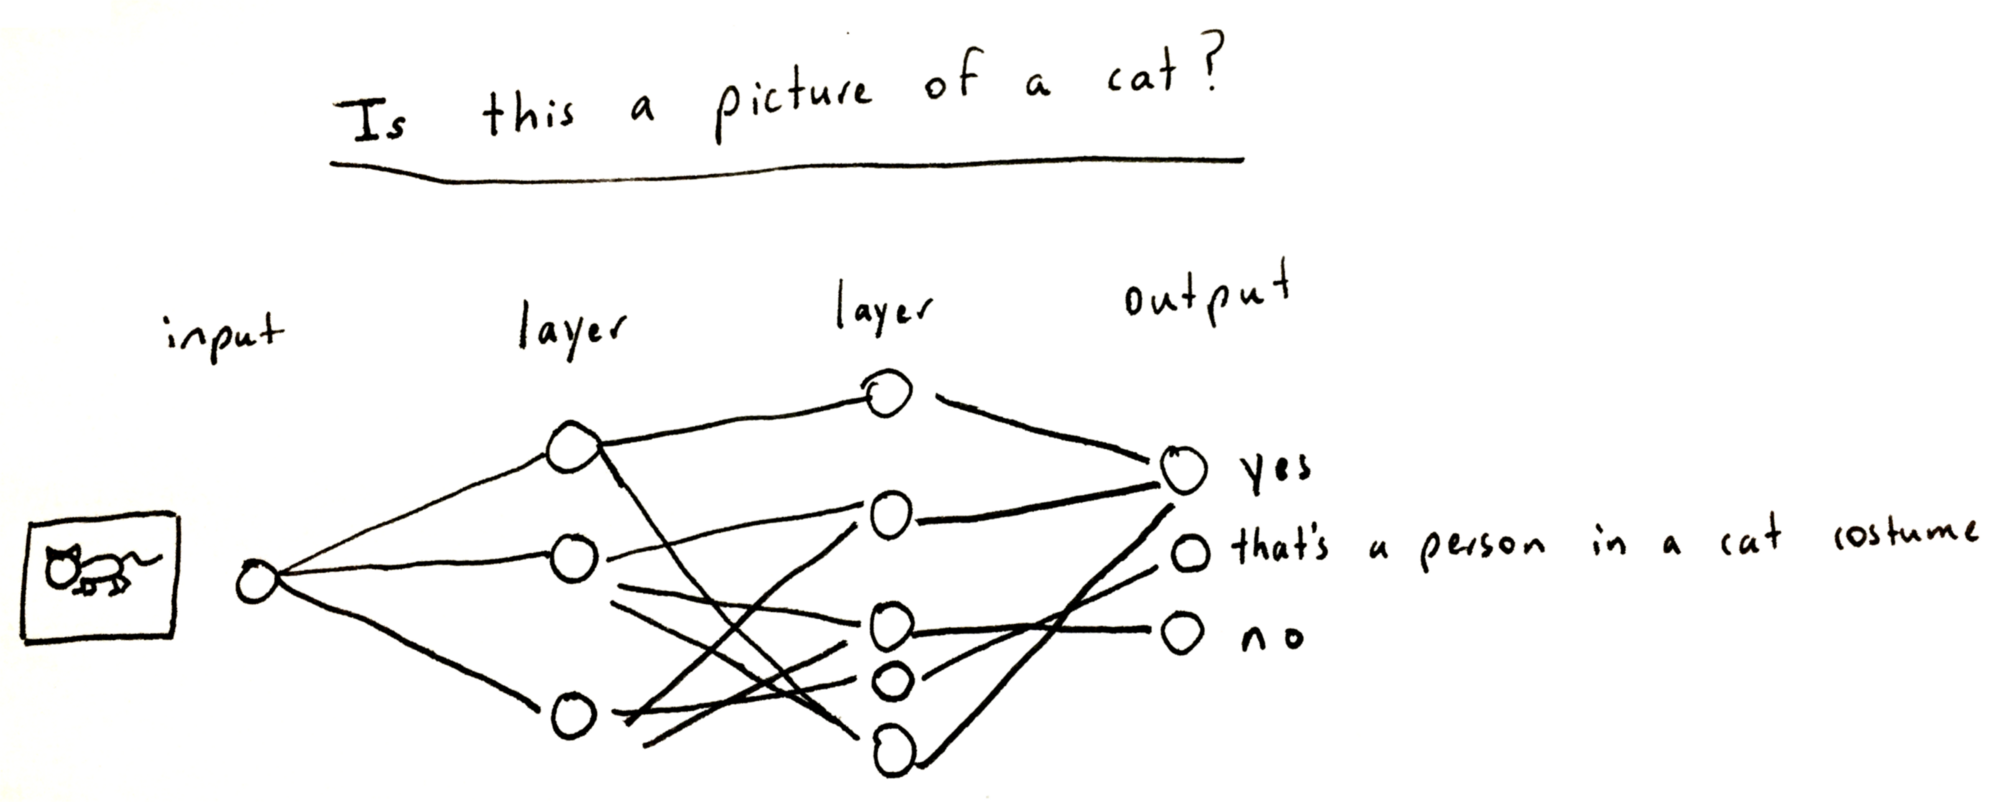 Is this a picture of a cat?
input layer layer output
yes
that's a person in a cat costume
no